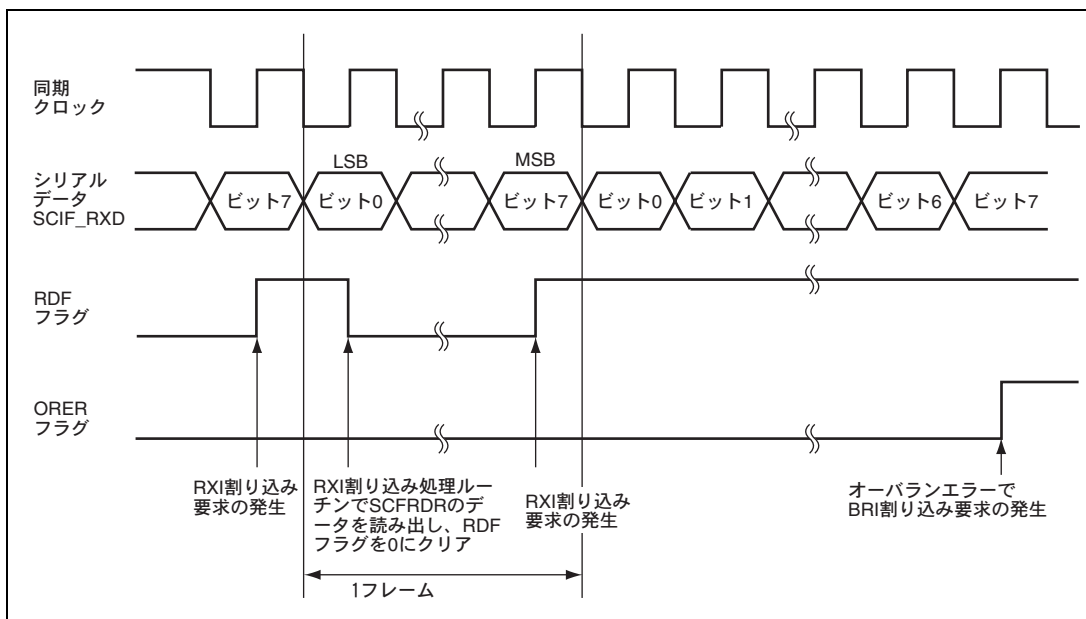 同期
クロック
シリアル
データ
SCIF_RXD
LSB
MSB
ビット7
ビット0
ビット7
ビット0
ビット1
ビット6
ビット7
RDF
フラグ
ORER
フラグ
RXI割り込み
要求の発生
RXI割り込み処理ルー
チンでSCFRDRのデ
ータを読み出し、RDF
フラグを0にクリア
RXI割り込み
要求の発生
オーバランエラーで
BRI割り込み要求の発生
1フレーム